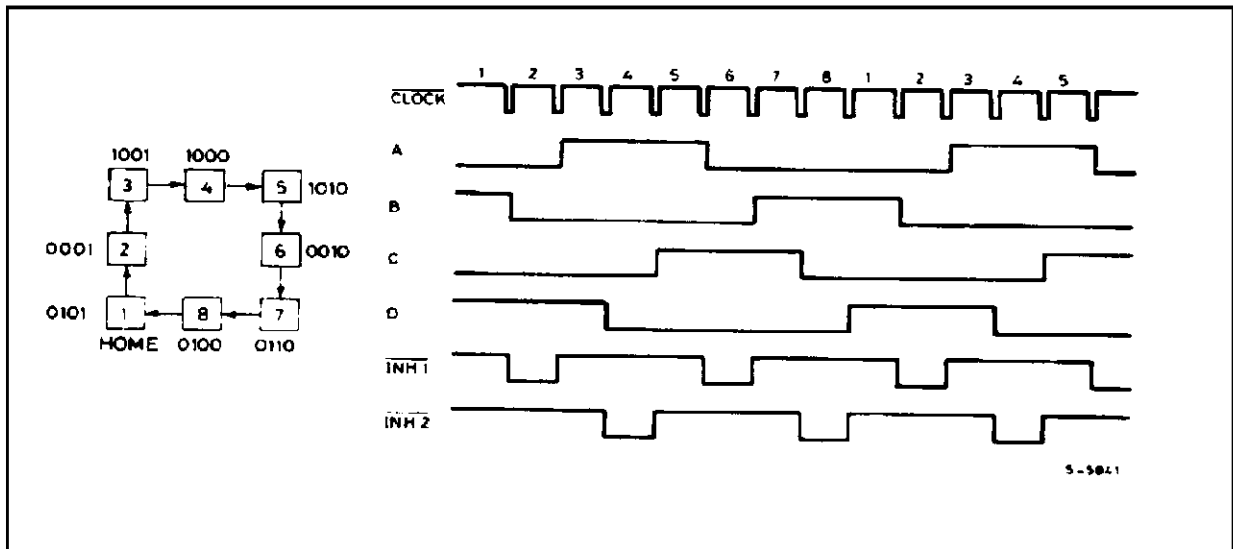 1 2 3 4 5 6 7 8 1 2 3 4 5
CLOCK
A
B
C
D
INH 1
INH 2
1001 1000
3 4 5 1010
0001 2 6 0010
0101 1 8 7
HOME 0100 0110
S-5841